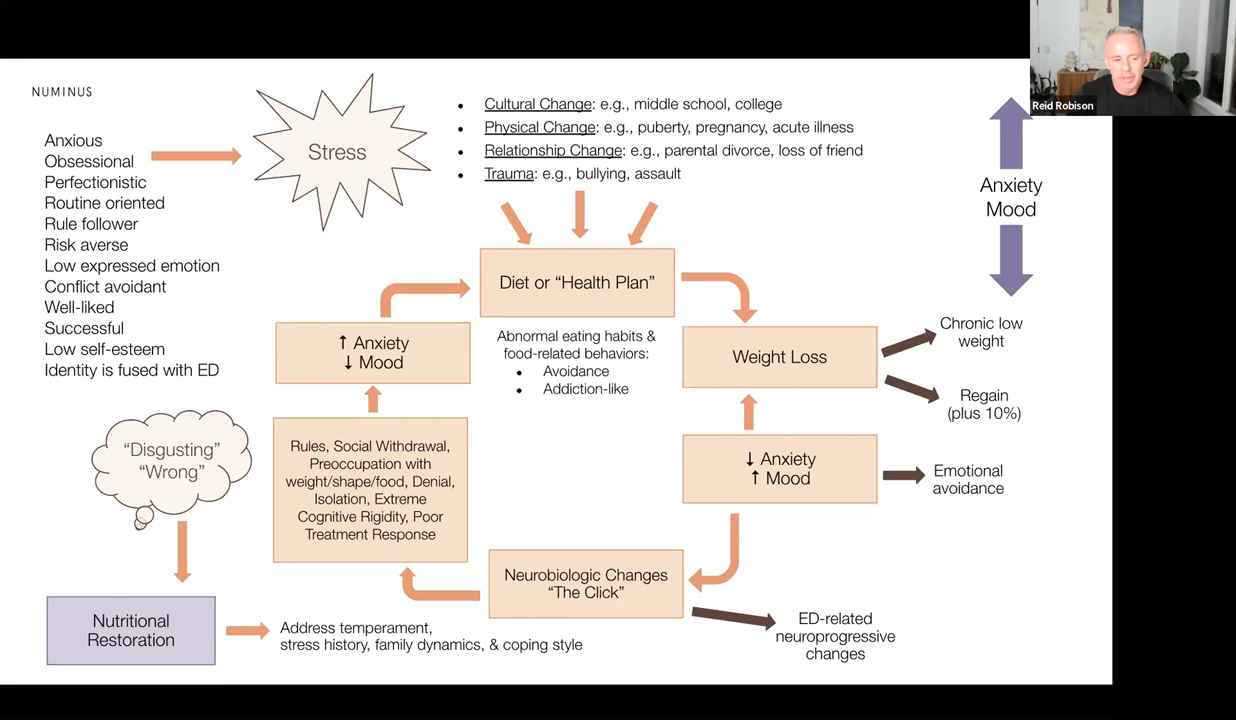 NUMINUS
Reid Robison
Anxious
Obsessional
Perfectionistic
Routine oriented
Rule follower
Risk averse
Low expressed emotion
Conflict avoidant
Well-liked
Successful
Low self-esteem
Identity is fused with ED
Stress
• Cultural Change: e.g., middle school, college
• Physical Change: e.g., puberty, pregnancy, acute illness
• Relationship Change: e.g., parental divorce, loss of friend
• Trauma: e.g., bullying, assault
Anxiety
Mood
Diet or “Health Plan”
Abnormal eating habits &
food-related behaviors:
• Avoidance
• Addiction-like
Weight Loss
Chronic low
weight
Regain
(plus 10%)
↓ Anxiety
↑ Mood
Emotional
avoidance
Neurobiologic Changes
“The Click”
ED-related
neuroprogressive
changes
Rules, Social Withdrawal,
Preoccupation with
weight/shape/food, Denial,
Isolation, Extreme
Cognitive Rigidity, Poor
Treatment Response
↑ Anxiety
↓ Mood
“Disgusting”
“Wrong”
Nutritional
Restoration
Address temperament,
stress history, family dynamics, & coping style